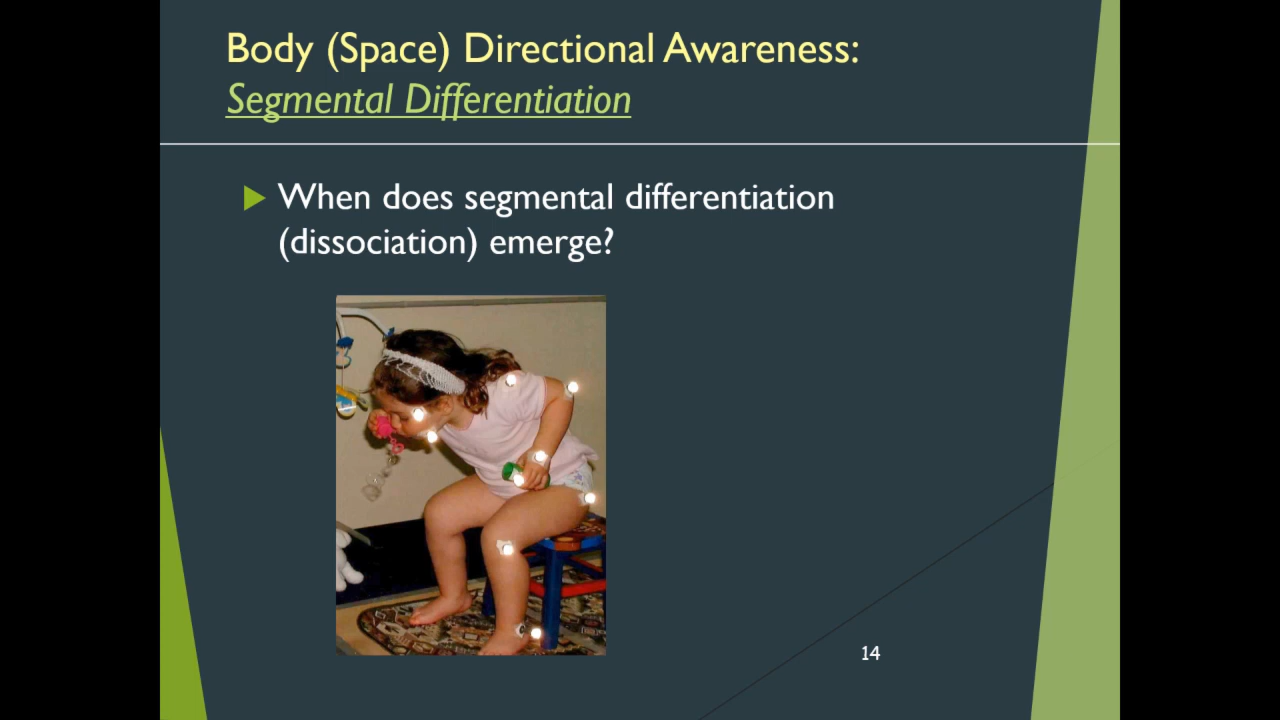 Body (Space) Directional Awareness:
Segmental Differentiation
When does segmental differentiation
(dissociation) emerge?
14